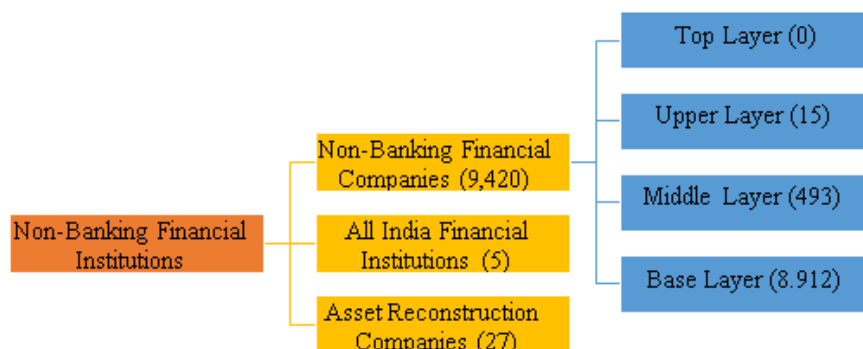 Top Layer (0)
Upper Layer (15)
Non-Banking Financial
Companies (9,420)
Middle Layer (493)
Non-Banking Financial
Institutions
All India Financial
Institutions (5)
Base Layer (8.912)
Asset Reconstruction
Companies (27)